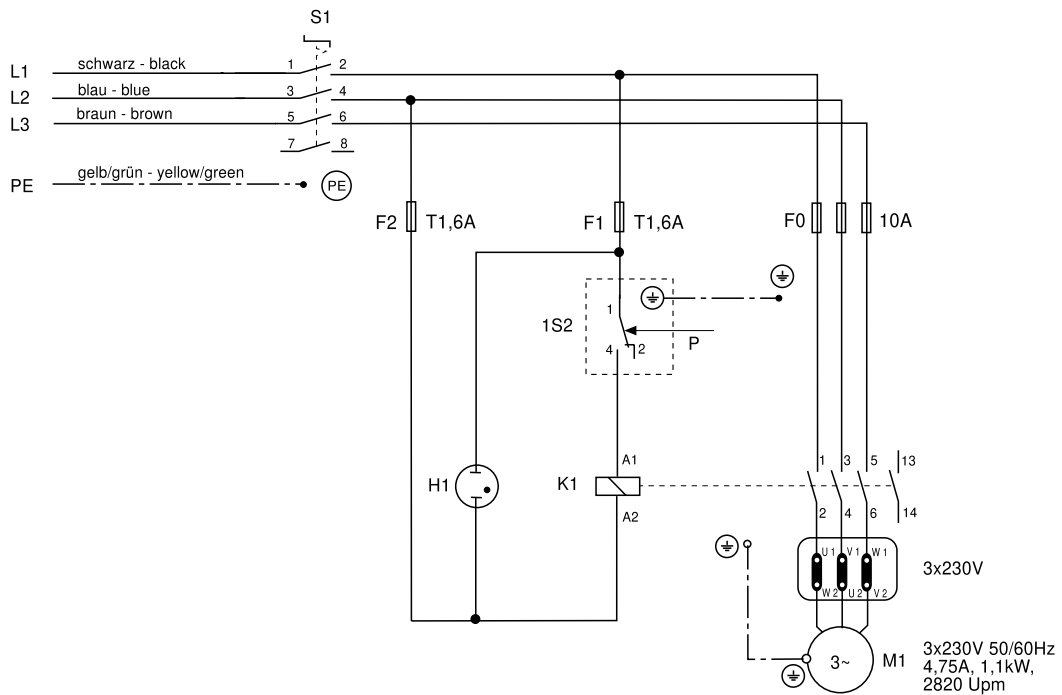 S1
L1 schwarz - black 1 2
L2 blau - blue 3 4
L3 braun - brown 5 6
7 8
PE gelb/grün - yellow/green PE
F2 T1,6A F1 T1,6A F0 10A
1
1S2
P
4 2
A1 1 3 5 13
H1 K1
A2 2 4 6 14
U1 V1 W1
3x230V
W2 U2 V2
3~ M1
3x230V 50/60Hz
4,75A, 1,1kW,
2820 Upm